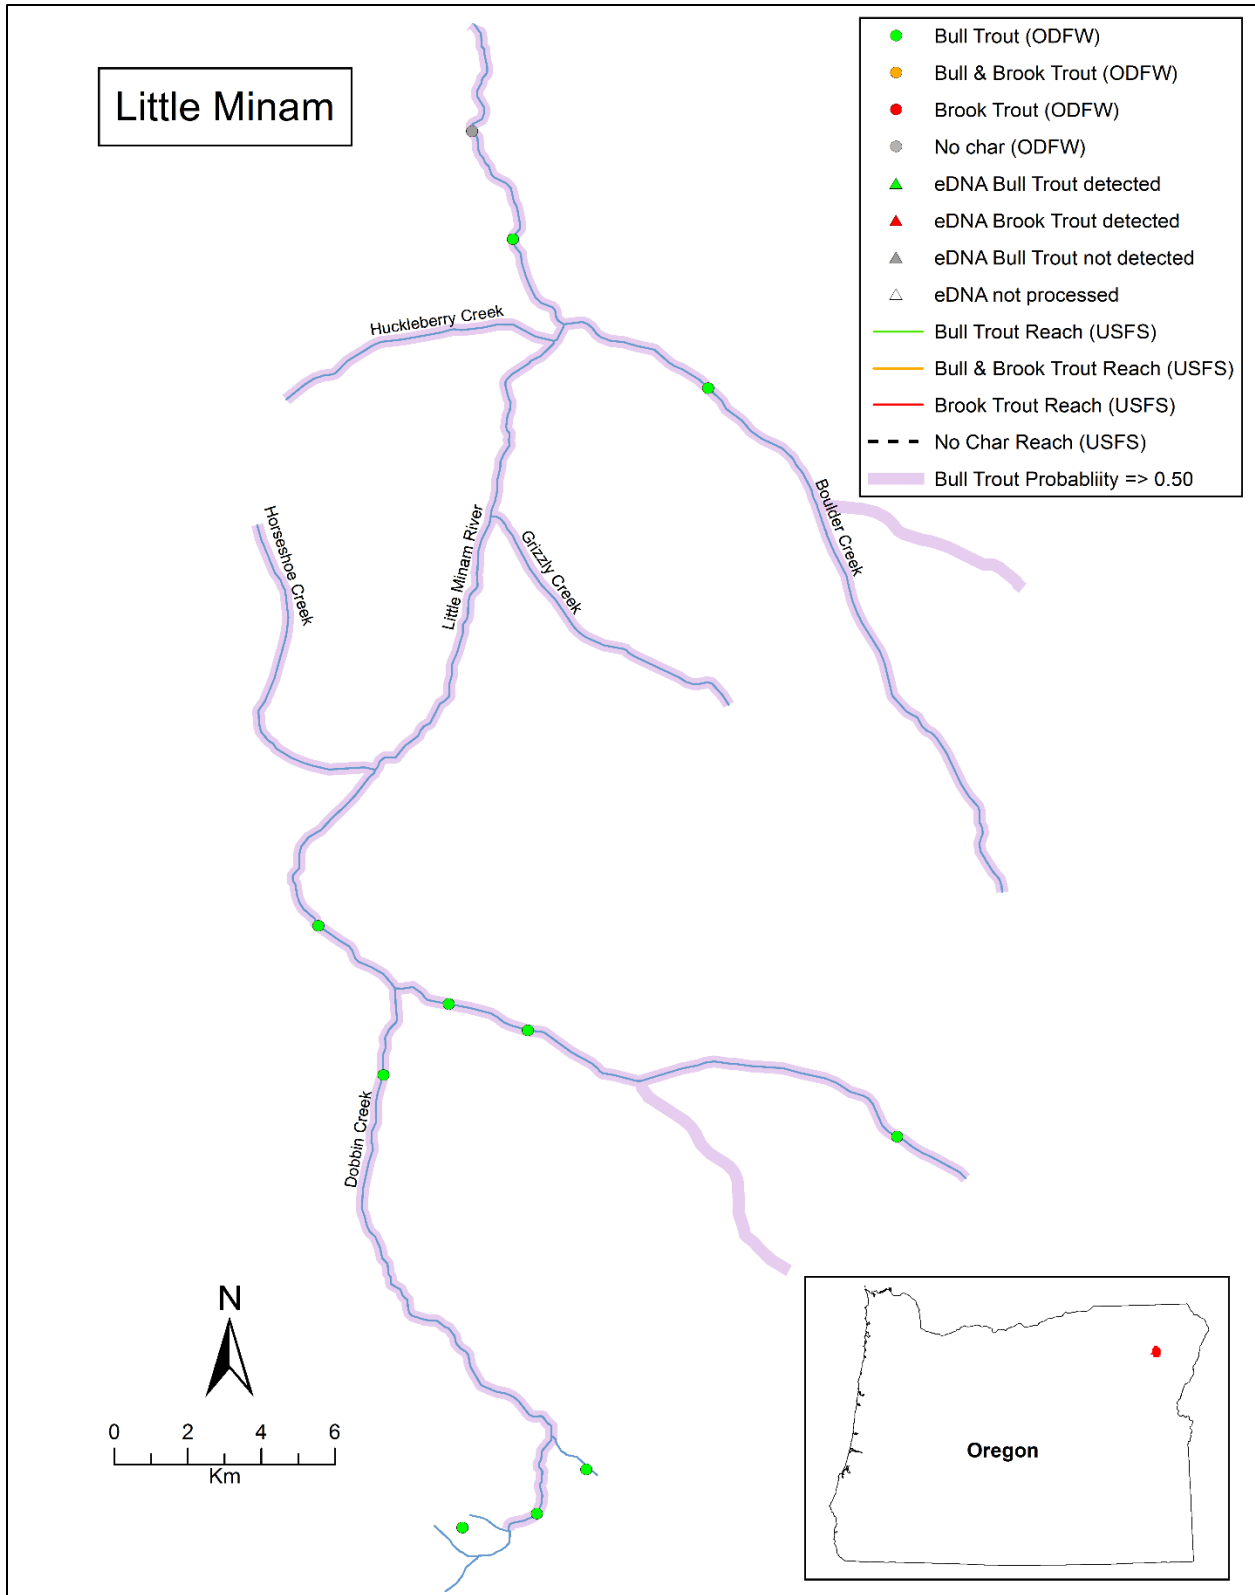 Little Minam
Bull Trout (ODFW)
Bull & Brook Trout (ODFW)
Brook Trout (ODFW)
No char (ODFW)
eDNA Bull Trout detected
eDNA Brook Trout detected
eDNA Bull Trout not detected
eDNA not processed
Bull Trout Reach (USFS)
Bull & Brook Trout Reach (USFS)
Brook Trout Reach (USFS)
No Char Reach (USFS)
Bull Trout Probabliity => 0.50
Huckleberry Creek
Boulder Creek
Horseshoe Creek
Little Minam River
Grizzly Creek
Dobbin Creek
N
0 2 4 6
Km
Oregon